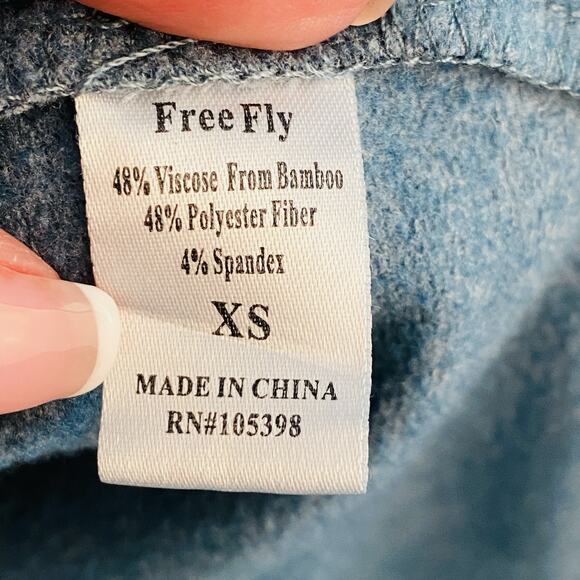 Free Fly
48% Viscose From Bamboo
48% Polyester Fiber
4% Spandex
XS
MADE IN CHINA
RN#105398